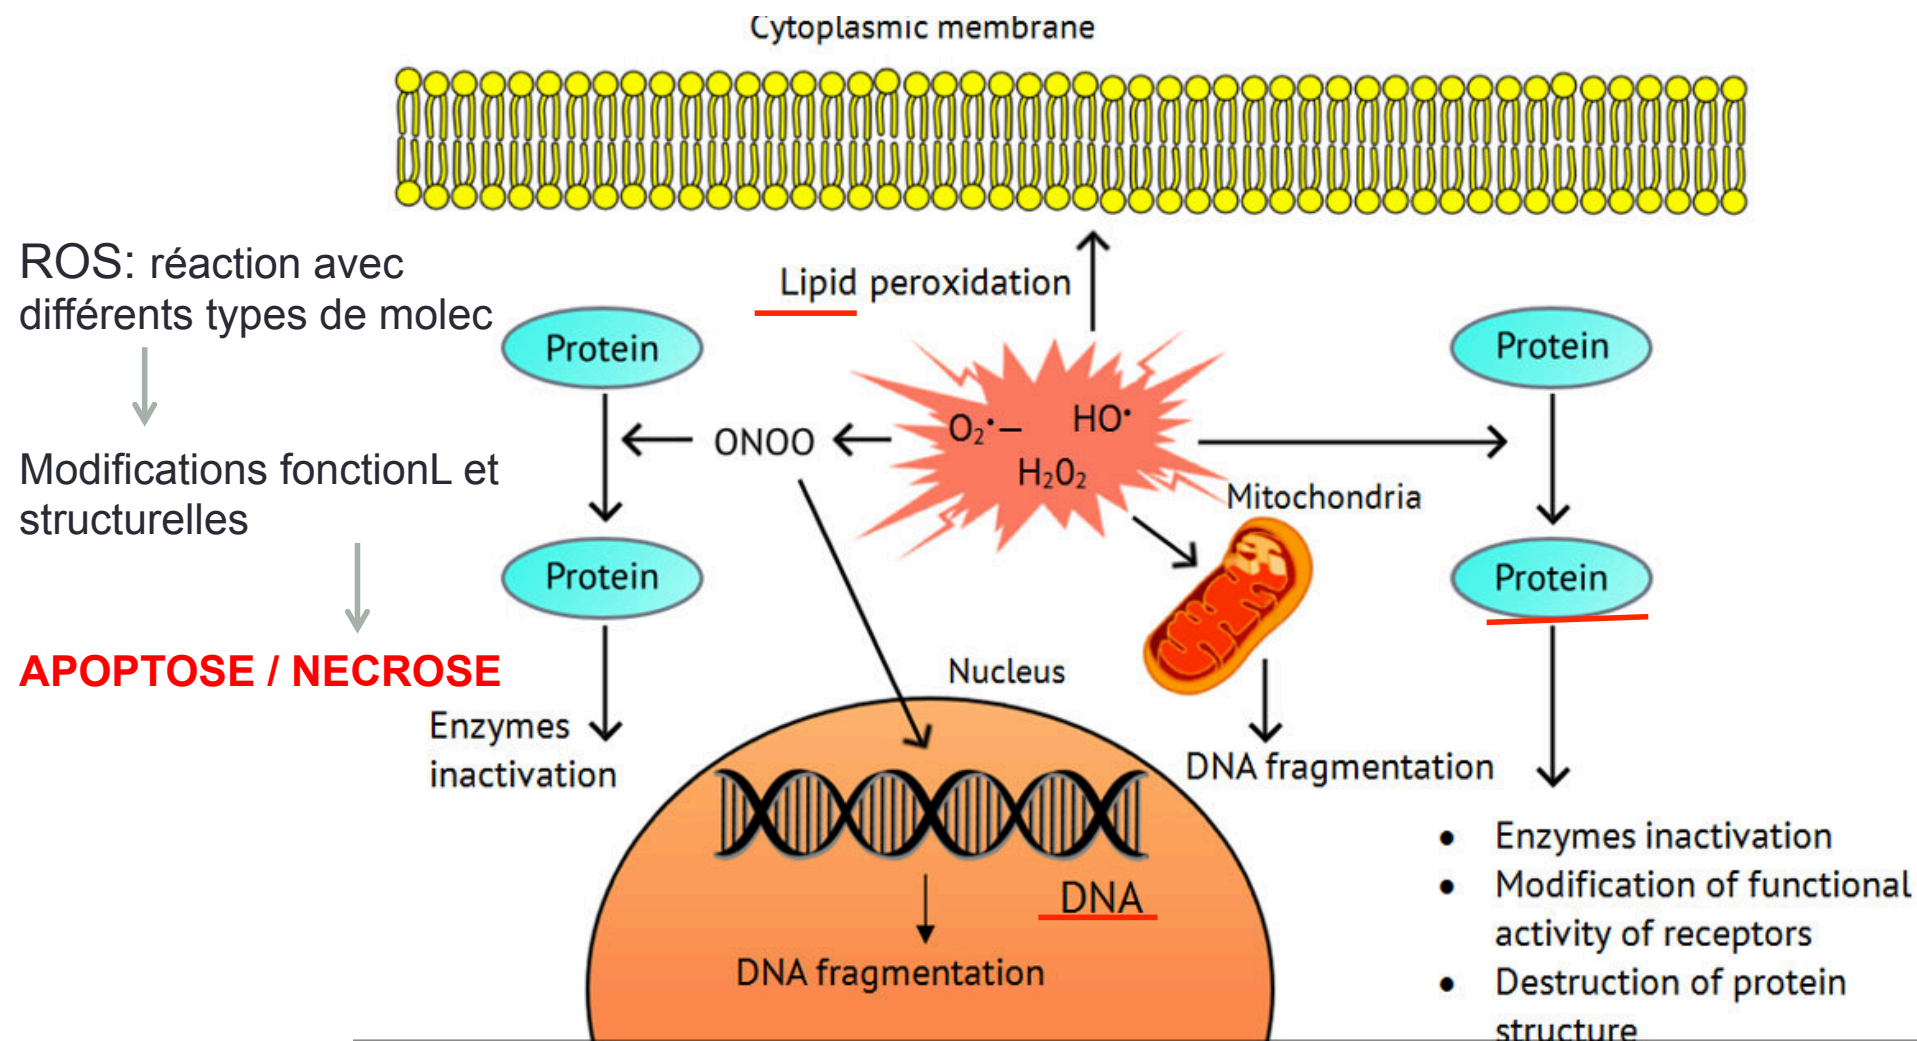 Cytoplasmic membrane
ROS: réaction avec
différents types de molec
Modifications fonctionL et
structurelles
APOPTOSE / NECROSE
Lipid peroxidation
Protein
Protein
ONOO
O₂•–
HO•
H₂O₂
Mitochondria
Protein
Protein
Enzymes
inactivation
Nucleus
DNA fragmentation
DNA
DNA fragmentation
• Enzymes inactivation
• Modification of functional
activity of receptors
• Destruction of protein
structure